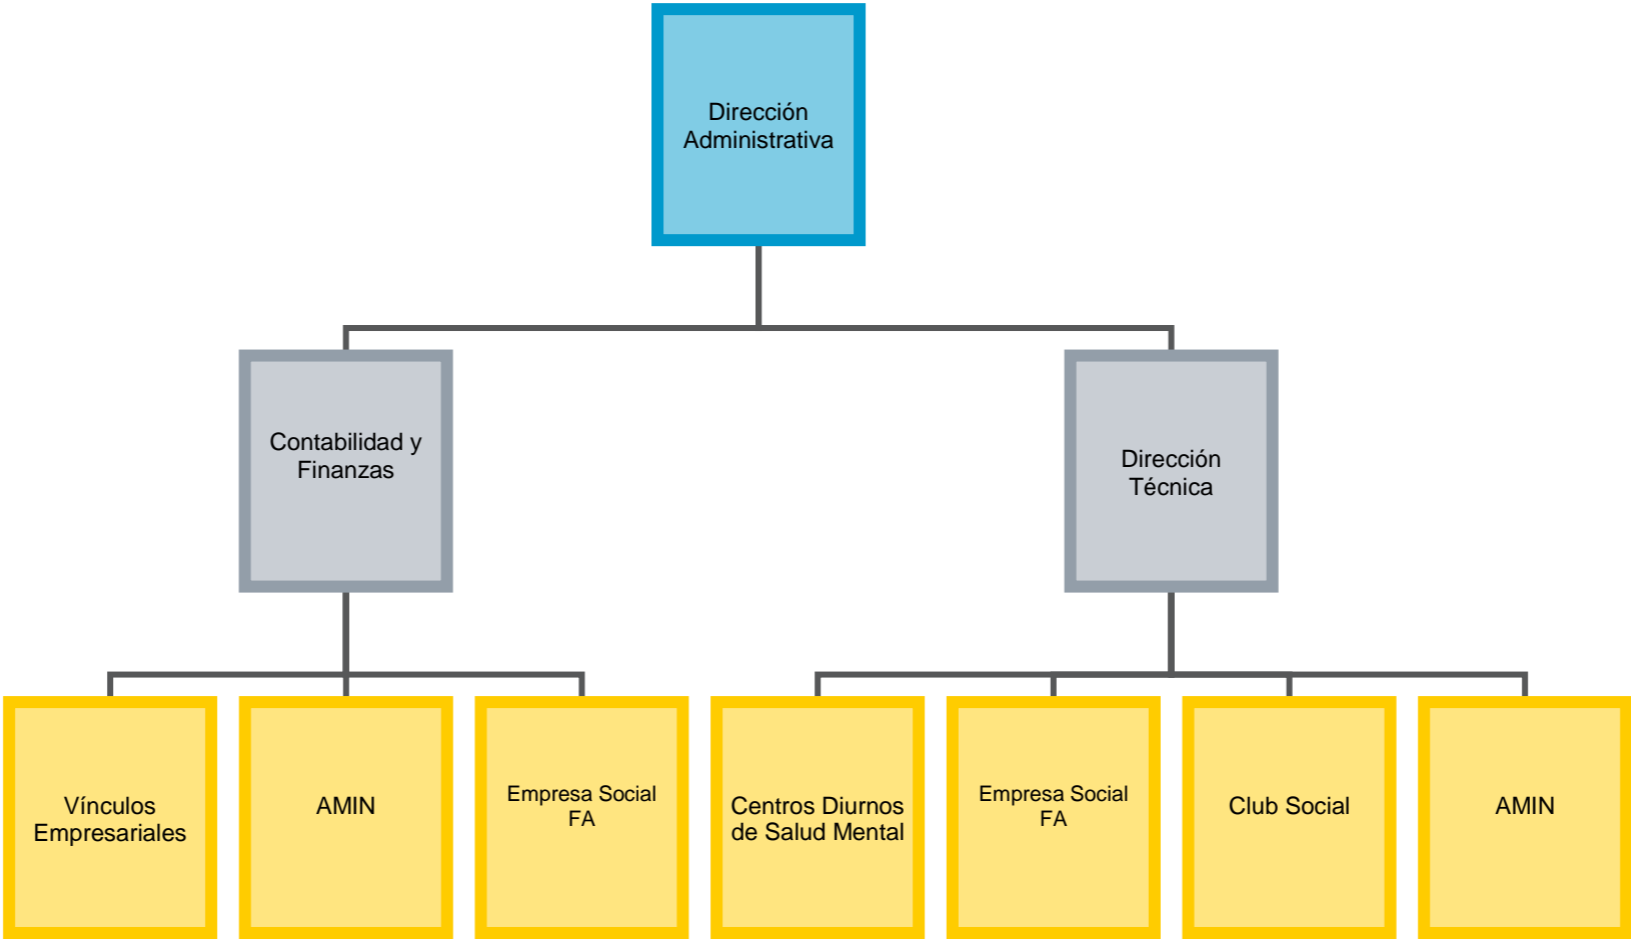 Dirección
Administrativa
Contabilidad y
Finanzas
Dirección
Técnica
Vínculos
Empresariales
AMIN
Empresa Social
FA
Centros Diurnos
de Salud Mental
Empresa Social
FA
Club Social
AMIN